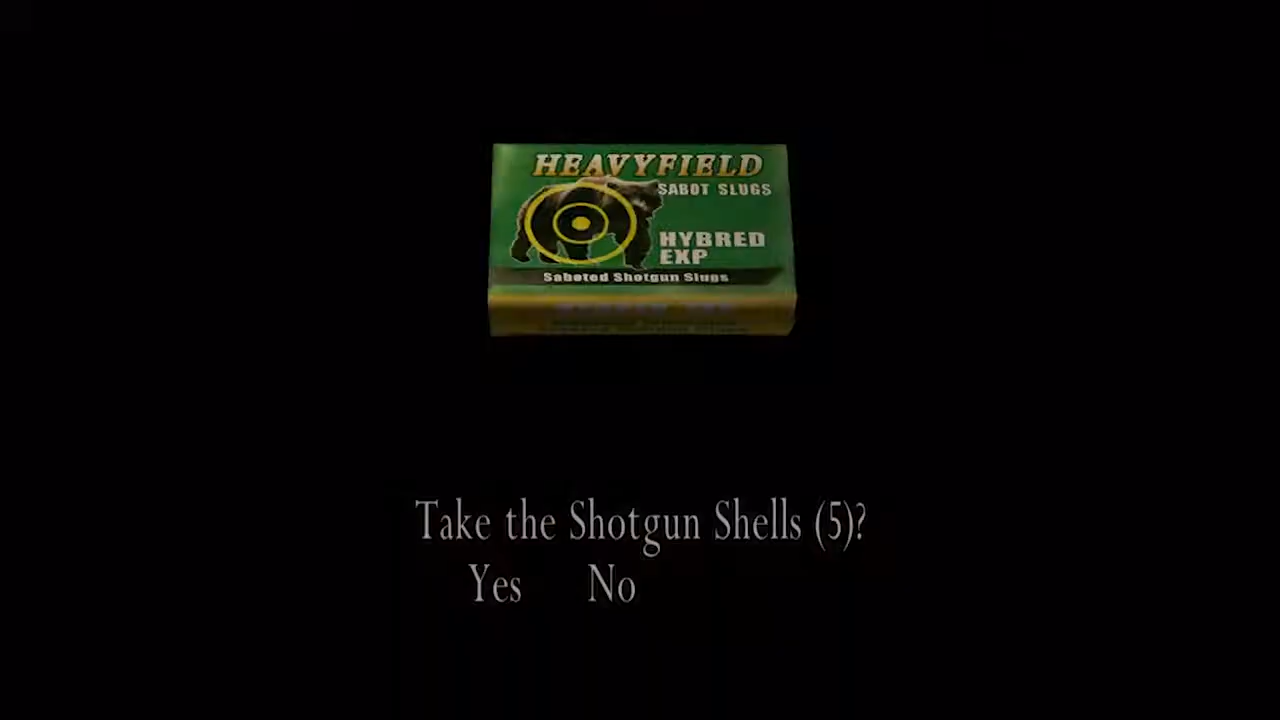 HEAVYFIELD
SABOT SLUGS
HYBRED
EXP
Saboted Shotgun Slugs
Take the Shotgun Shells (5)?
Yes No